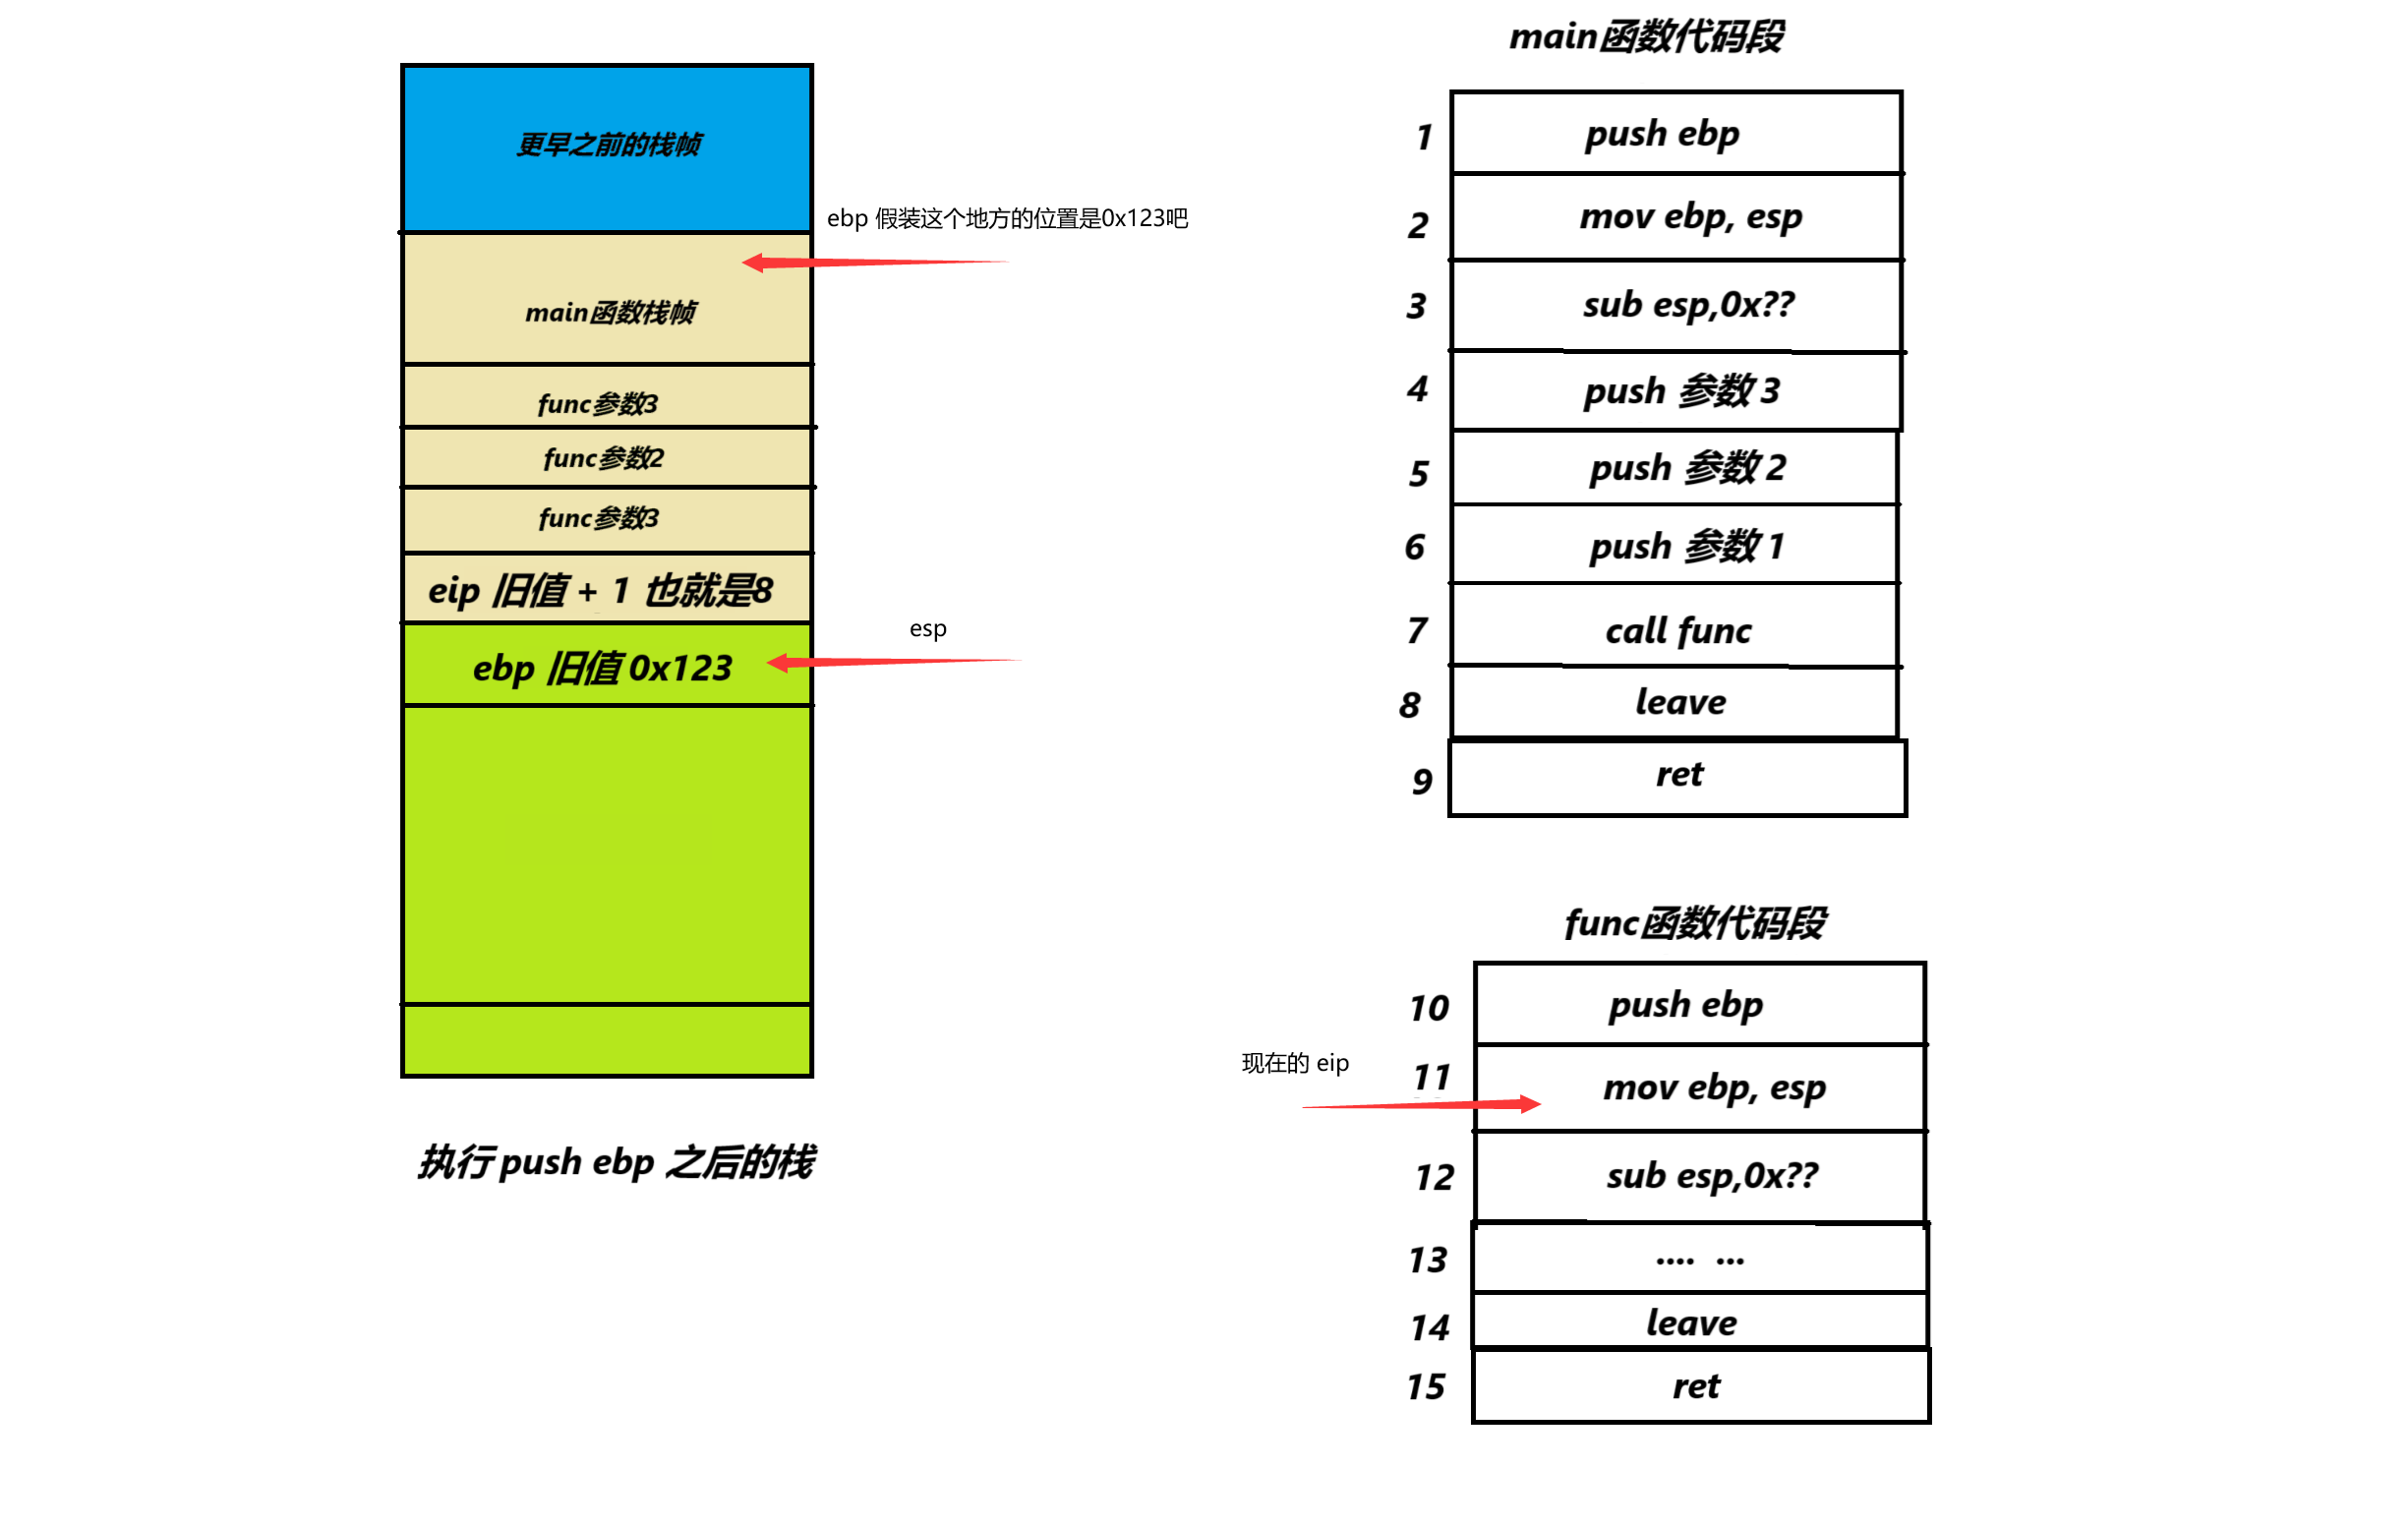 更早之前的栈帧
ebp 假装这个地方的位置是0x123吧
main函数栈帧
func参数3
func参数2
func参数3
eip 旧值 + 1 也就是8
esp
ebp 旧值 0x123
执行 push ebp 之后的栈
main函数代码段
1 push ebp
2 mov ebp, esp
3 sub esp,0x??
4 push 参数 3
5 push 参数 2
6 push 参数 1
7 call func
8 leave
9 ret
func函数代码段
10 push ebp
现在的 eip
11 mov ebp, esp
12 sub esp,0x??
13 .... ...
14 leave
15 ret